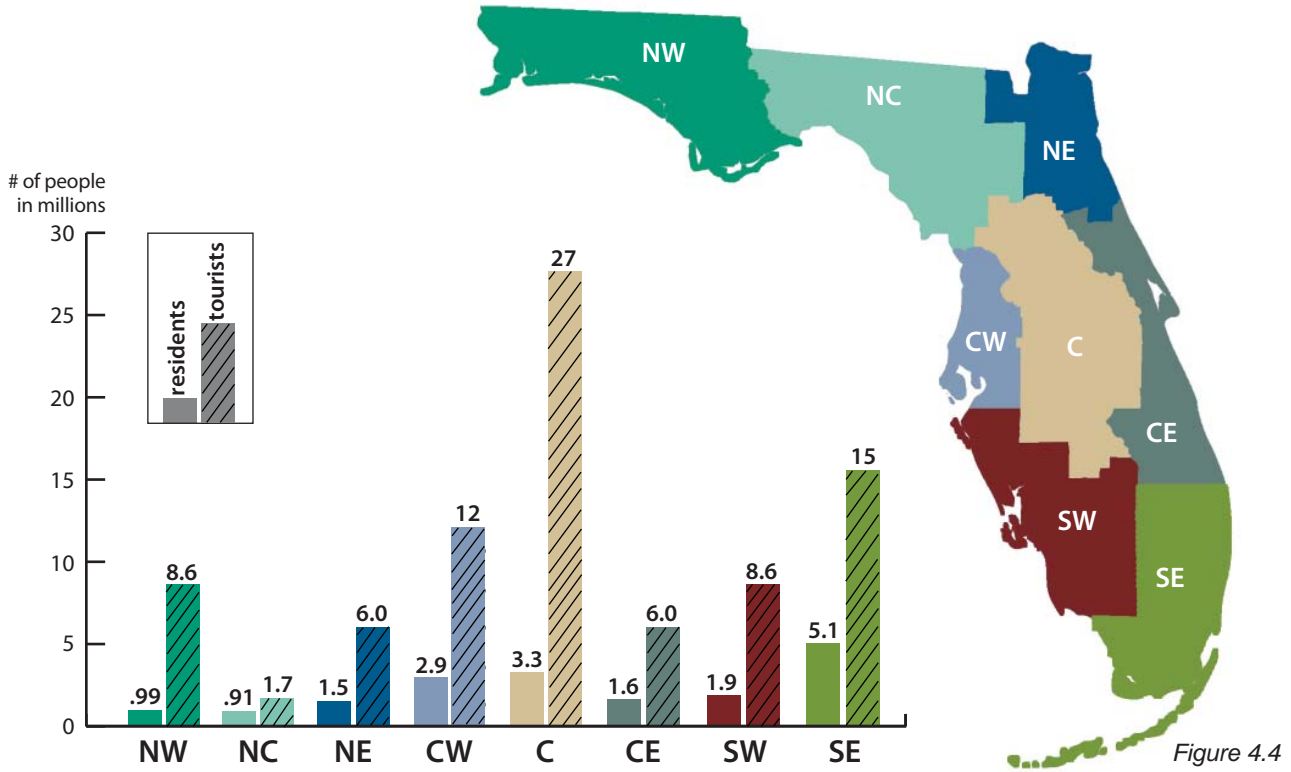 NW
NC
NE
CW
C
CE
SW
SE
# of people
in millions
30
25
20
15
10
5
0
residents
tourists
.99
8.6
.91
1.7
1.5
6.0
2.9
12
3.3
27
1.6
6.0
1.9
8.6
5.1
15
NW
NC
NE
CW
C
CE
SW
SE
Figure 4.4